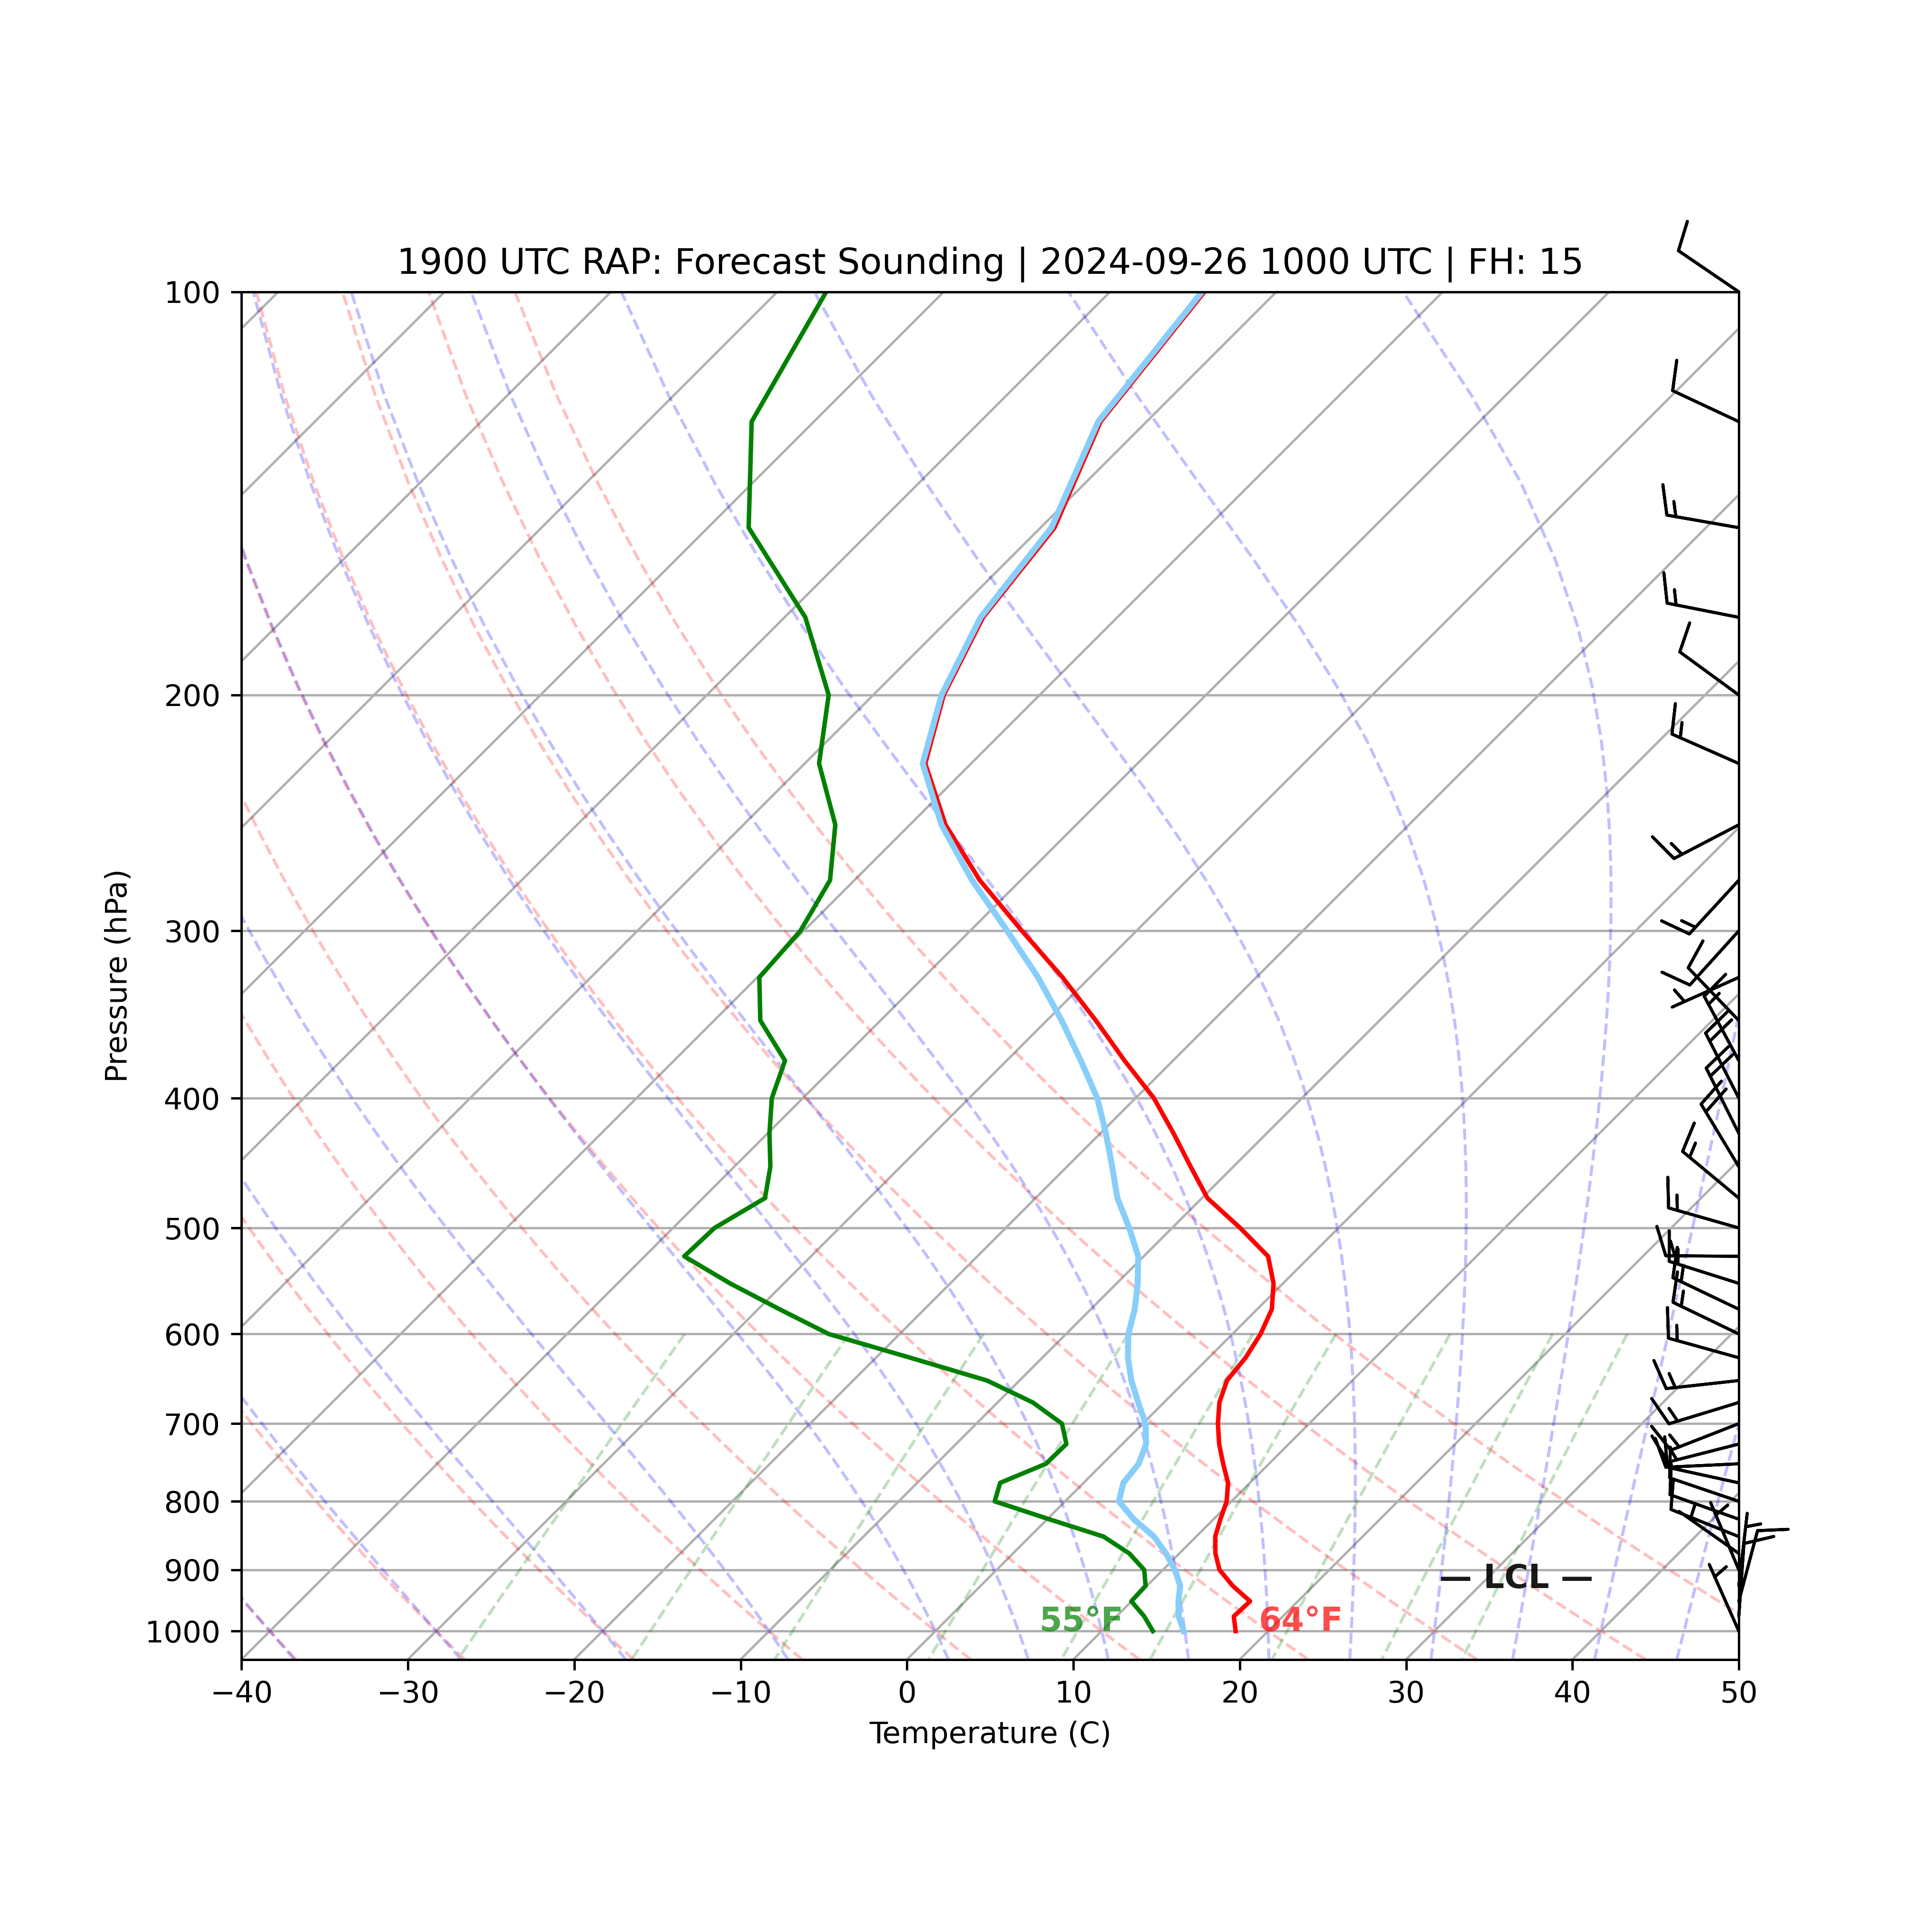 1900 UTC RAP: Forecast Sounding | 2024-09-26 1000 UTC | FH: 15
100
200
300
400
500
600
700
800
900
1000
Pressure (hPa)
— LCL —
55°F
64°F
−40 −30 −20 −10 0 10 20 30 40 50
Temperature (C)